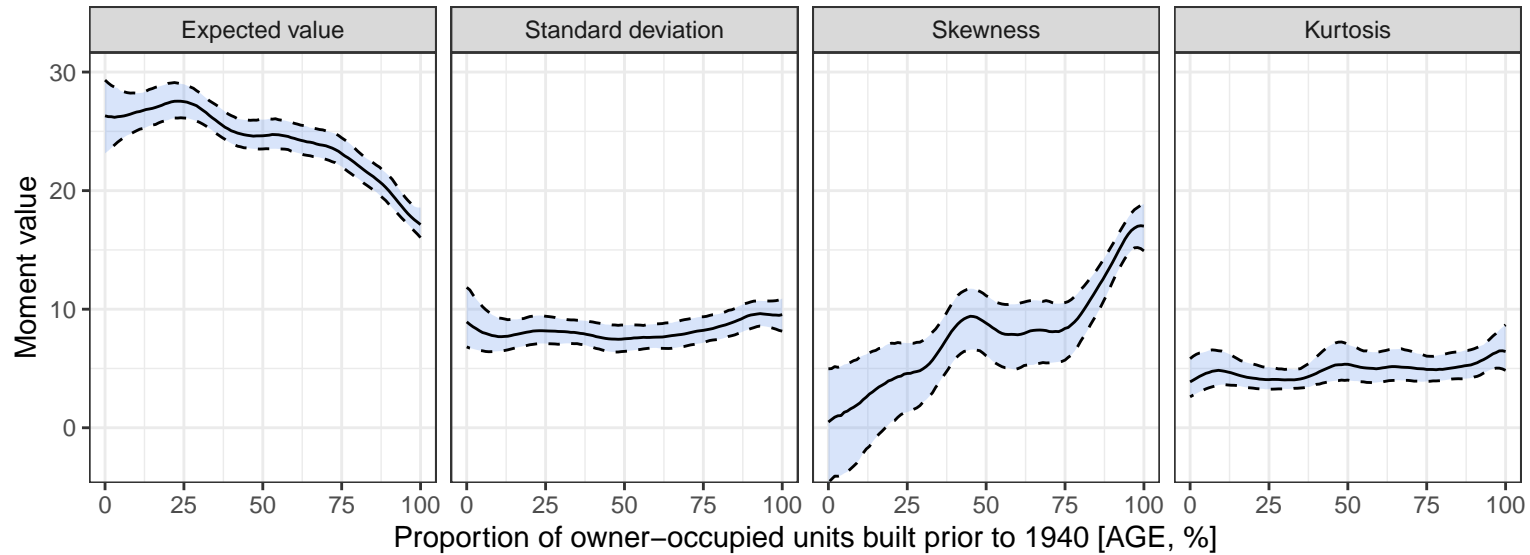 Expected value
Standard deviation
Skewness
Kurtosis
Moment value
30
20
10
0
0 25 50 75 100
0 25 50 75 100
0 25 50 75 100
0 25 50 75 100
Proportion of owner−occupied units built prior to 1940 [AGE, %]